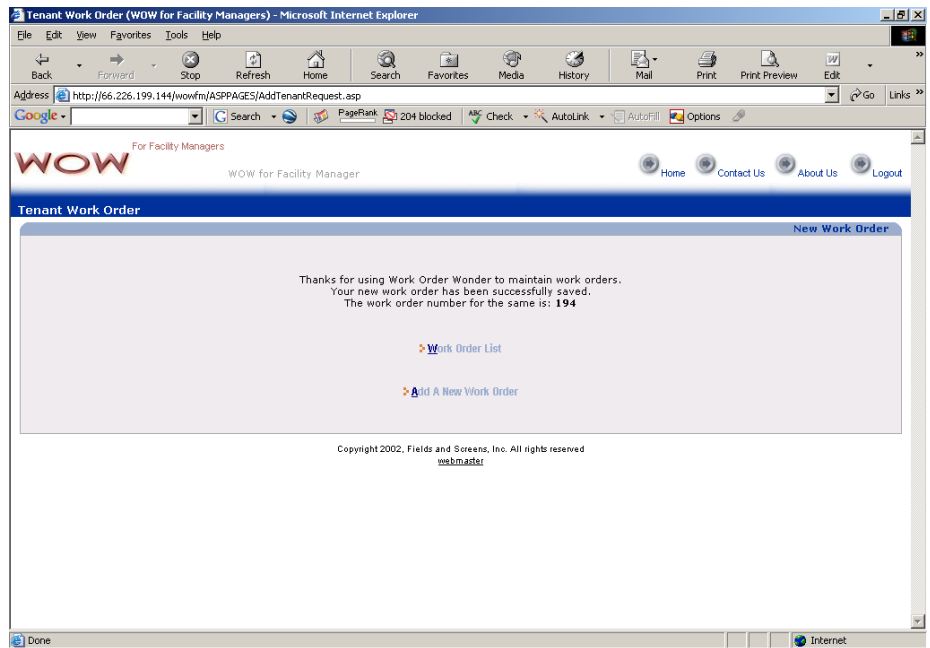 Tenant Work Order (WOW for Facility Managers) - Microsoft Internet Explorer
File Edit View Favorites Tools Help
Back Forward Stop Refresh Home Search Favorites Media History Mail Print Print Preview Edit »
Address http://66.226.199.144/wowfm/ASPPAGES/AddTenantRequest.asp Go Links »
Google Search PageRank 204 blocked ABC Check AutoLink AutoFill Options
WOW For Facility Managers
WOW for Facility Manager
Home Contact Us About Us Logout
Tenant Work Order
New Work Order
Thanks for using Work Order Wonder to maintain work orders.
Your new work order has been successfully saved.
The work order number for the same is: 194
Work Order List
Add A New Work Order
Copyright 2002, Fields and Screens, Inc. All rights reserved
webmaster
Done Internet